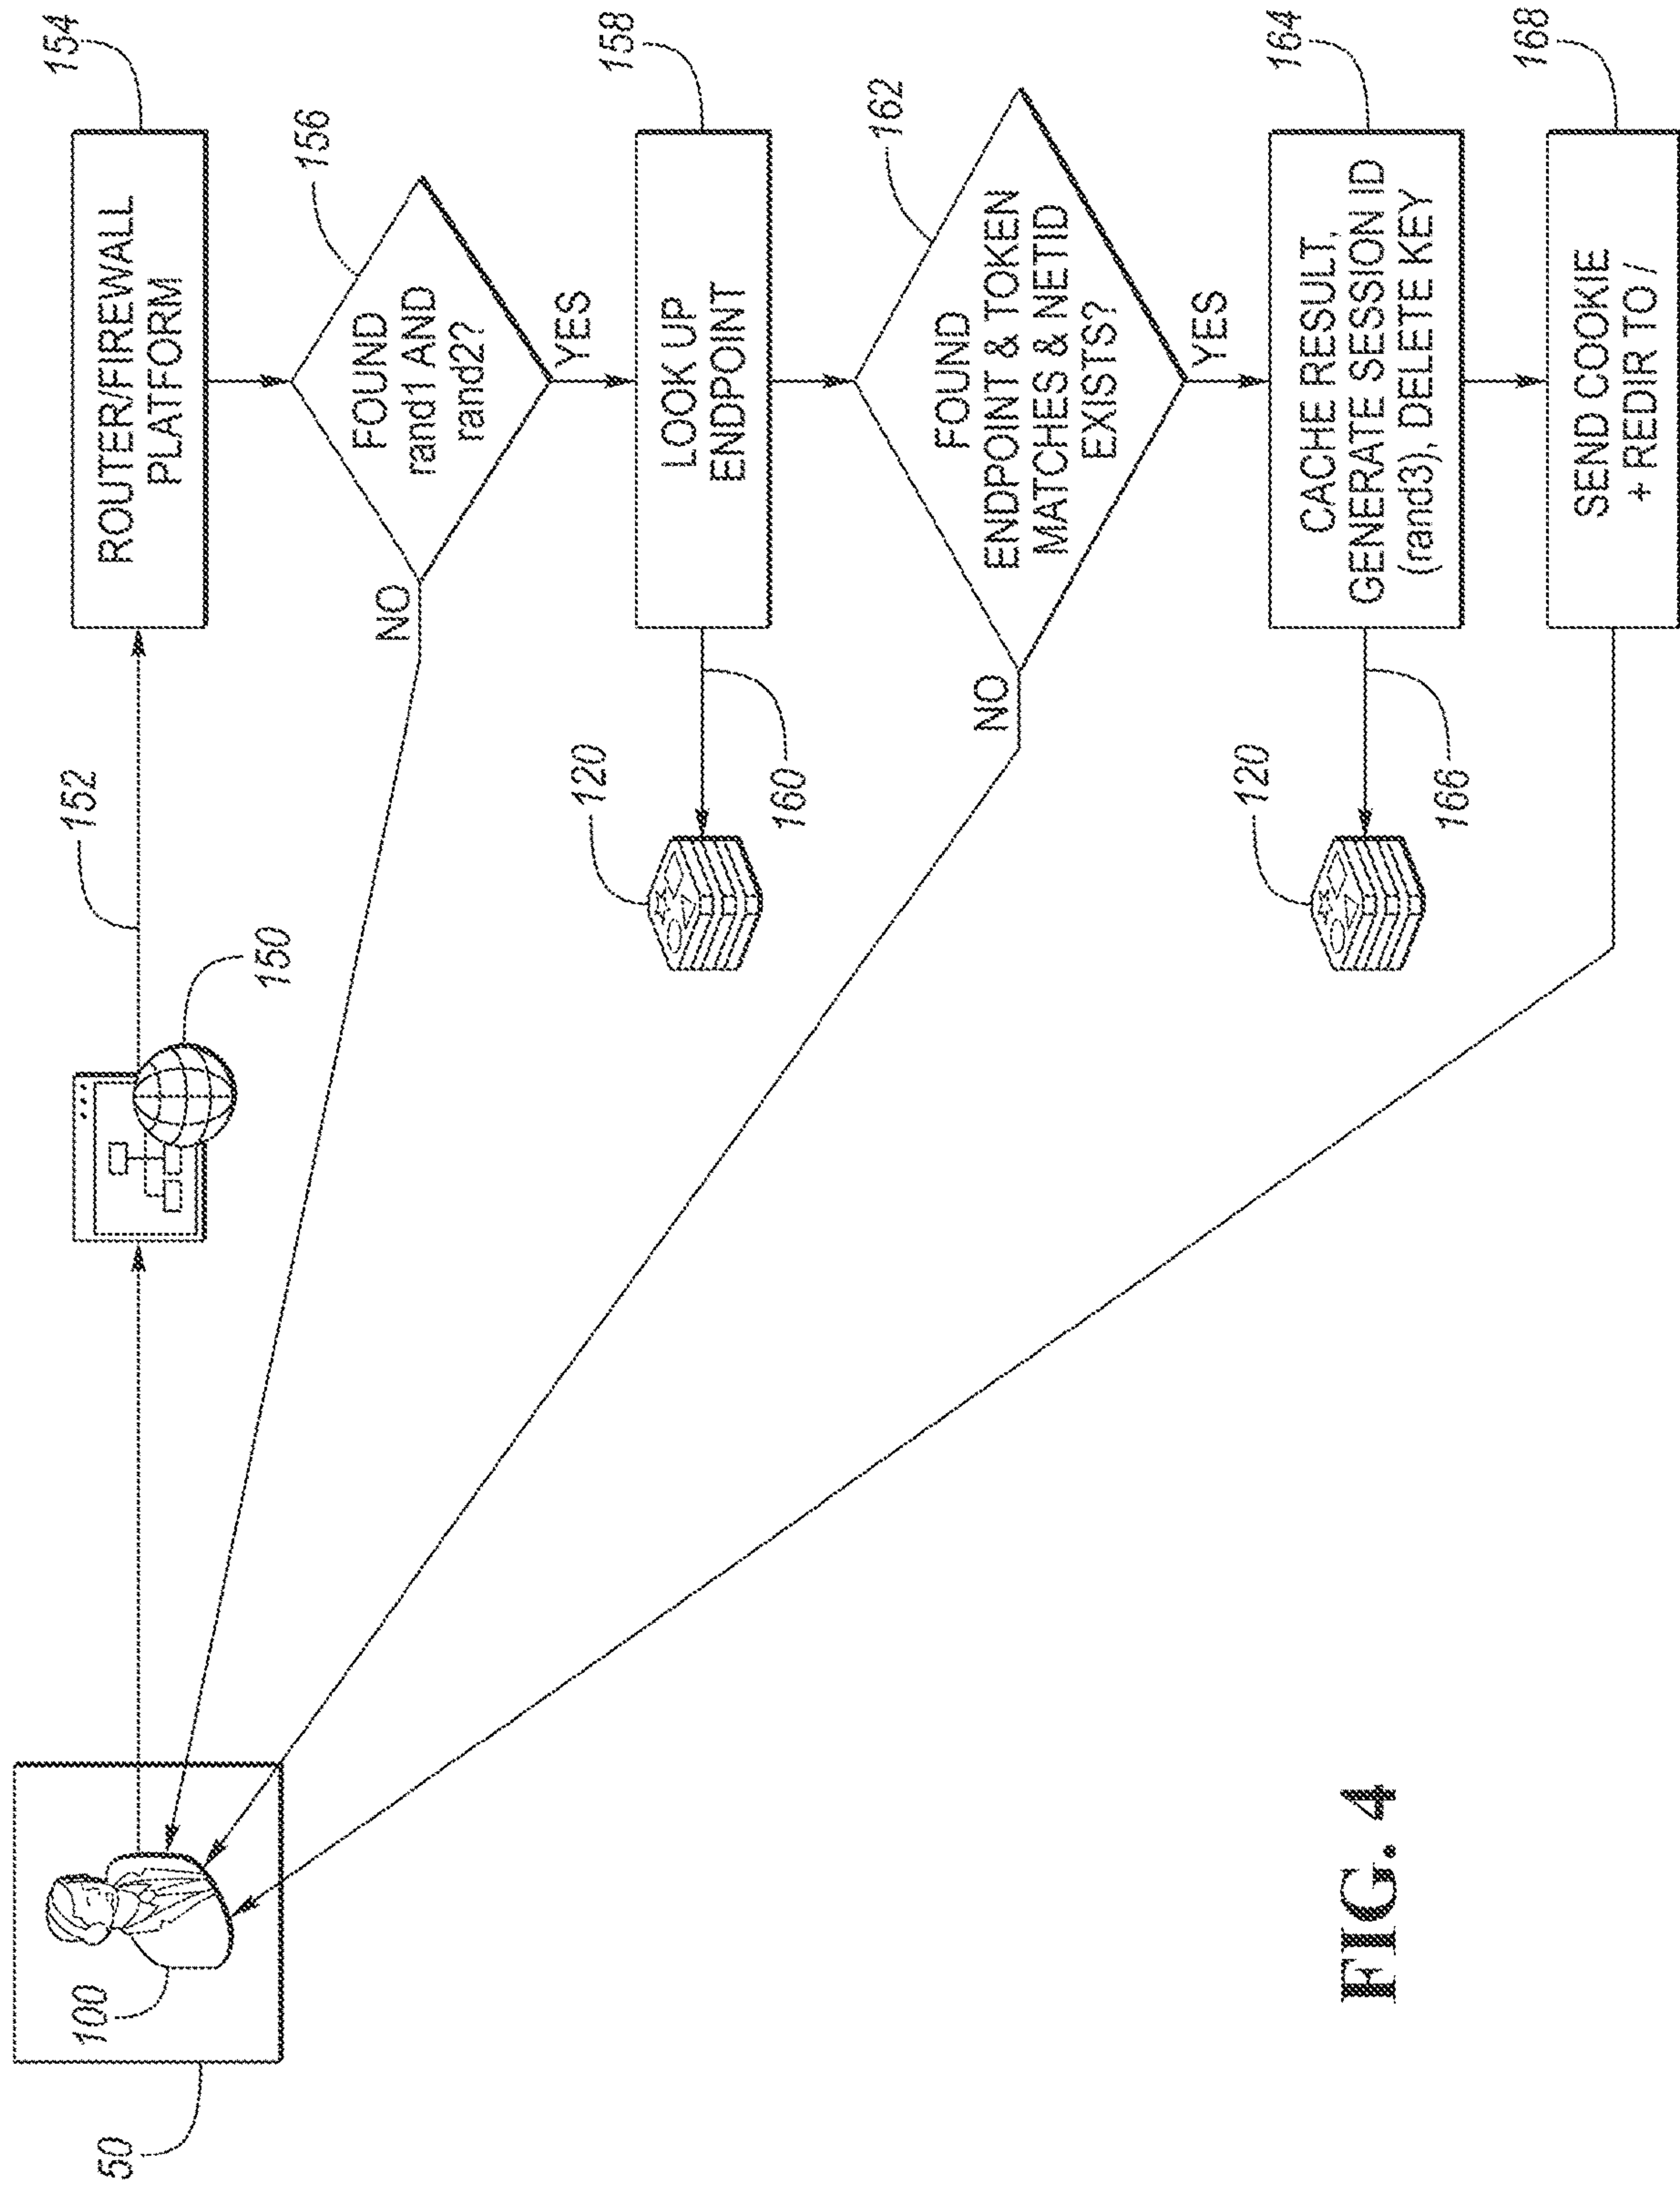 50
100
150
152
154
ROUTER/FIREWALL
PLATFORM
156
FOUND
rand1 AND
rand2?
NO
YES
158
LOOK UP
ENDPOINT
120
160
162
FOUND
ENDPOINT & TOKEN
MATCHES & NETID
EXISTS?
NO
YES
164
CACHE RESULT,
GENERATE SESSION ID
(rand3), DELETE KEY
120
166
168
SEND COOKIE
+ REDIR TO /
FIG. 4